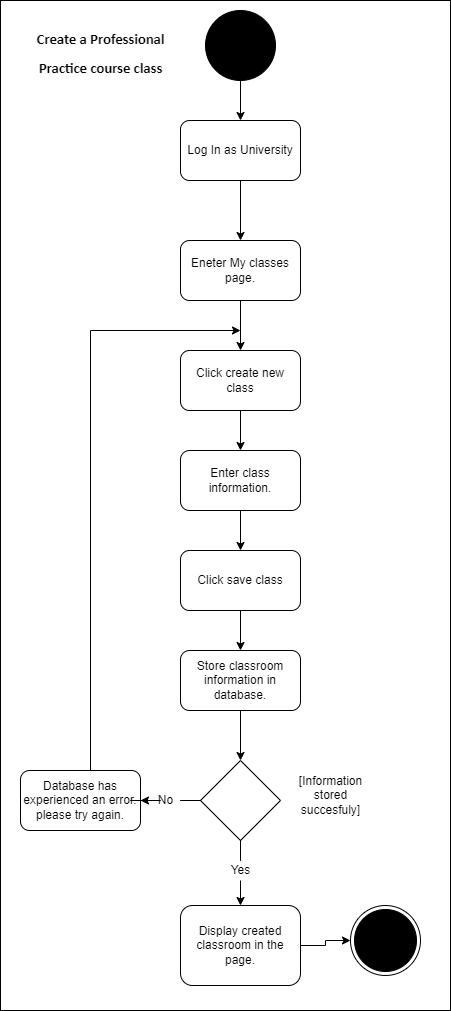 Create a Professional
Practice course class
Log In as University
Eneter My classes
page.
Click create new
class
Enter class
information.
Click save class
Store classroom
information in
database.
[Information
stored
succesfuly]
Database has
experienced an error.
please try again.
No
Yes
Display created
classroom in the
page.